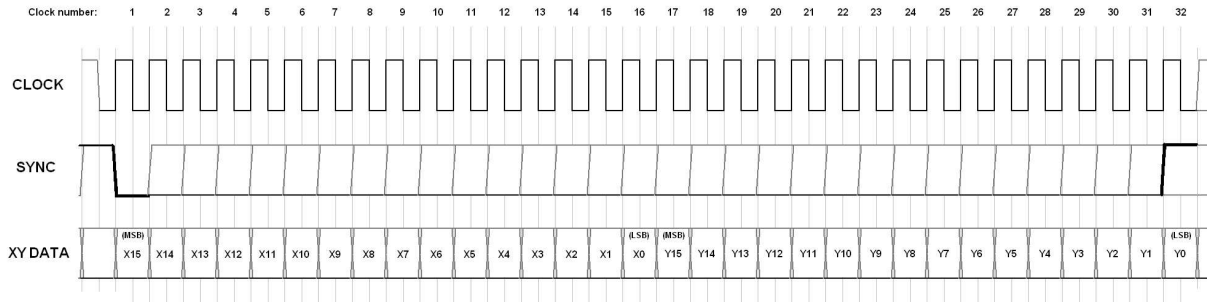 Clock number: 1 2 3 4 5 6 7 8 9 10 11 12 13 14 15 16 17 18 19 20 21 22 23 24 25 26 27 28 29 30 31 32
CLOCK
SYNC
(MSB) (LSB) (MSB) (LSB)
XY DATA X15 X14 X13 X12 X11 X10 X9 X8 X7 X6 X5 X4 X3 X2 X1 X0 Y15 Y14 Y13 Y12 Y11 Y10 Y9 Y8 Y7 Y6 Y5 Y4 Y3 Y2 Y1 Y0